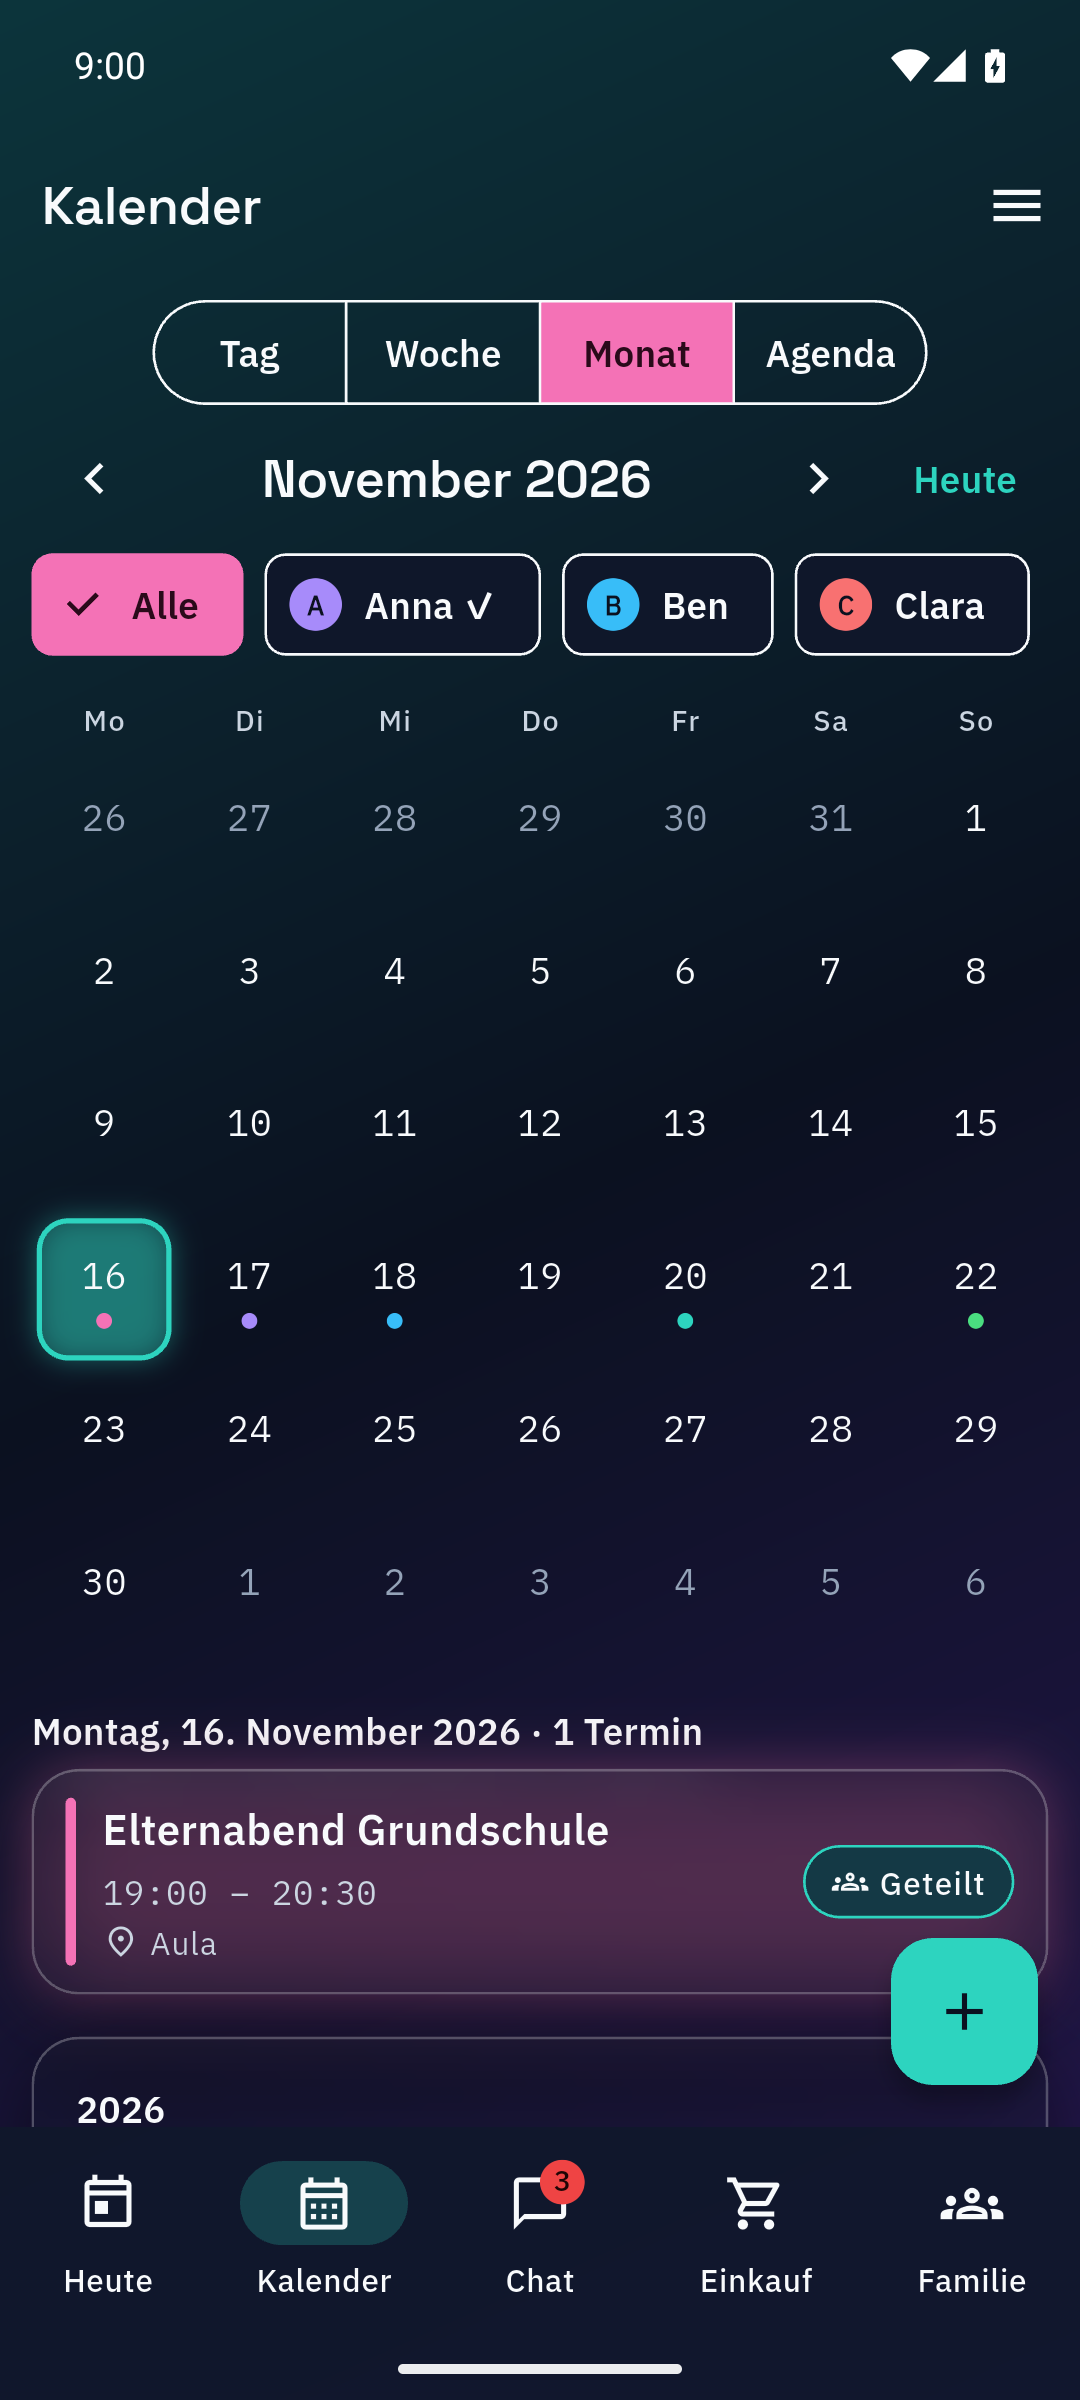 9:00
Kalender
Tag Woche Monat Agenda
November 2026 Heute
Alle A Anna √ B Ben C Clara
Mo Di Mi Do Fr Sa So
26 27 28 29 30 31 1
2 3 4 5 6 7 8
9 10 11 12 13 14 15
16 17 18 19 20 21 22
23 24 25 26 27 28 29
30 1 2 3 4 5 6
Montag, 16. November 2026 · 1 Termin
Elternabend Grundschule
19:00 – 20:30
Geteilt
Aula
2026
3
Heute Kalender Chat Einkauf Familie